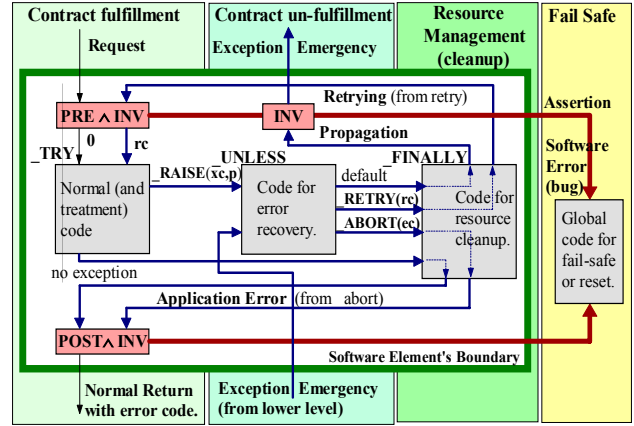 Contract fulfillment
Contract un-fulfillment
Resource
Management
(cleanup)
Fail Safe
Request
Exception
Emergency
Retrying (from retry)
Assertion
PRE ∧ INV
INV
0
rc
Propagation
Software
Error
(bug)
_TRY
_UNLESS
_FINALLY
Normal (and
treatment)
code
_RAISE(xc,p)
Code for
error
recovery.
default
_RETRY(rc)
_ABORT(ec)
Code for
resource
cleanup.
Global
code for
fail-safe
or reset.
no exception
Application Error (from abort)
POST∧ INV
Software Element's Boundary
Normal Return
with error code.
Exception Emergency
(from lower level)